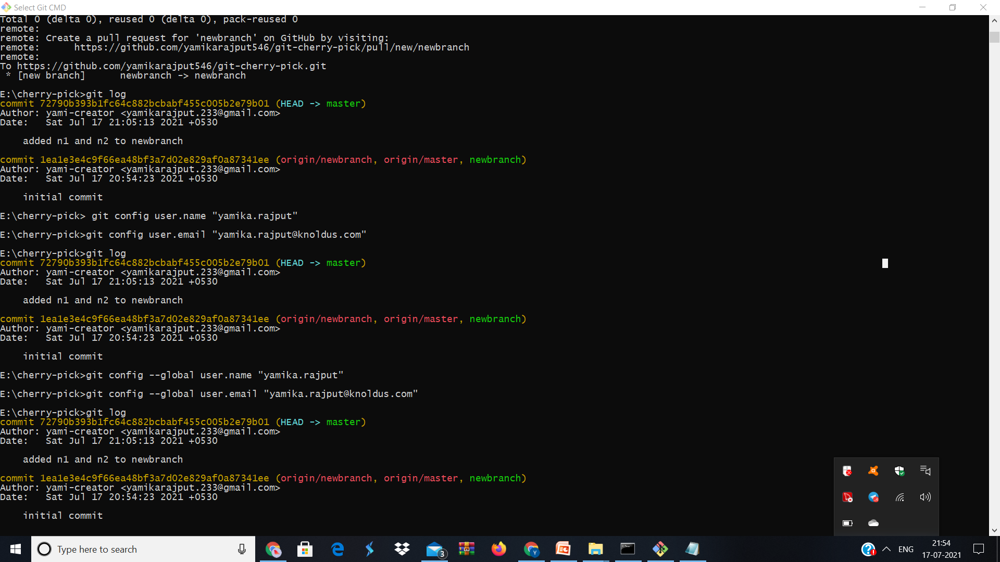 Select Git CMD
Total 0 (delta 0), reused 0 (delta 0), pack-reused 0
remote:
remote: Create a pull request for 'newbranch' on GitHub by visiting:
remote:      https://github.com/yamikarajput546/git-cherry-pick/pull/new/newbranch
remote:
To https://github.com/yamikarajput546/git-cherry-pick.git
 * [new branch]      newbranch -> newbranch
E:\cherry-pick>git log
commit 72790b393b1fc64c882bcbabf455c005b2e79b01 (HEAD -> master)
Author: yami-creator <yamikarajput.233@gmail.com>
Date:   Sat Jul 17 21:05:13 2021 +0530
    added n1 and n2 to newbranch
commit 1ea1e3e4c9f66ea48bf3a7d02e829af0a87341ee (origin/newbranch, origin/master, newbranch)
Author: yami-creator <yamikarajput.233@gmail.com>
Date:   Sat Jul 17 20:54:23 2021 +0530
    initial commit
E:\cherry-pick> git config user.name "yamika.rajput"
E:\cherry-pick>git config user.email "yamika.rajput@knoldus.com"
E:\cherry-pick>git log
commit 72790b393b1fc64c882bcbabf455c005b2e79b01 (HEAD -> master)
Author: yami-creator <yamikarajput.233@gmail.com>
Date:   Sat Jul 17 21:05:13 2021 +0530
    added n1 and n2 to newbranch
commit 1ea1e3e4c9f66ea48bf3a7d02e829af0a87341ee (origin/newbranch, origin/master, newbranch)
Author: yami-creator <yamikarajput.233@gmail.com>
Date:   Sat Jul 17 20:54:23 2021 +0530
    initial commit
E:\cherry-pick>git config --global user.name "yamika.rajput"
E:\cherry-pick>git config --global user.email "yamika.rajput@knoldus.com"
E:\cherry-pick>git log
commit 72790b393b1fc64c882bcbabf455c005b2e79b01 (HEAD -> master)
Author: yami-creator <yamikarajput.233@gmail.com>
Date:   Sat Jul 17 21:05:13 2021 +0530
    added n1 and n2 to newbranch
commit 1ea1e3e4c9f66ea48bf3a7d02e829af0a87341ee (origin/newbranch, origin/master, newbranch)
Author: yami-creator <yamikarajput.233@gmail.com>
Date:   Sat Jul 17 20:54:23 2021 +0530
    initial commit
Type here to search
3
ENG
21:54
17-07-2021